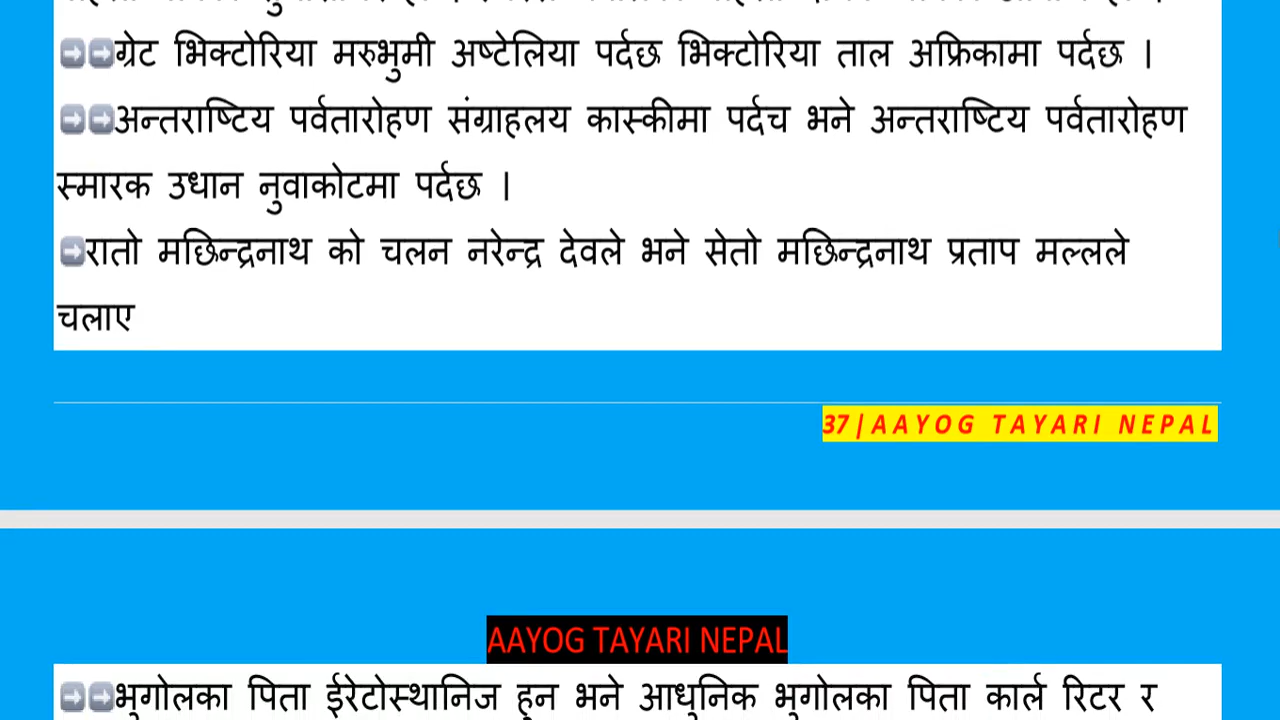 ➡➡ग्रेट भिक्टोरिया मरुभुमी अष्टेलिया पर्दछ भिक्टोरिया ताल अफ्रिकामा पर्दछ ।
➡➡अन्तराष्टिय पर्वतारोहण संग्राहलय कास्कीमा पर्दच भने अन्तराष्टिय पर्वतारोहण
स्मारक उधान नुवाकोटमा पर्दछ ।
➡रातो मछिन्द्रनाथ को चलन नरेन्द्र देवले भने सेतो मछिन्द्रनाथ प्रताप मल्लले
चलाए
37 | AAYOG TAYARI NEPAL
AAYOG TAYARI NEPAL
➡➡भुगोलका पिता ईरेटोस्थानिज हुन भने आधुनिक भुगोलका पिता कार्ल रिटर र